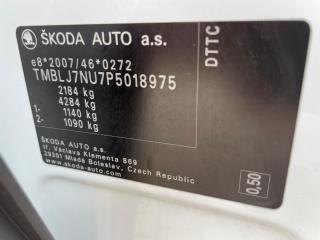 ŠKODA AUTO a.s.
e8*2007/46*0272
TMBLJ7NU7P5018975
2184 kg
4284 kg
1- 1140 kg
2- 1090 kg
ŠKODA AUTO a.s.
tř. Václava Klementa 869
29301 Mladá Boleslav, Czech Republic
www.skoda-auto.com
DTTC
0,50